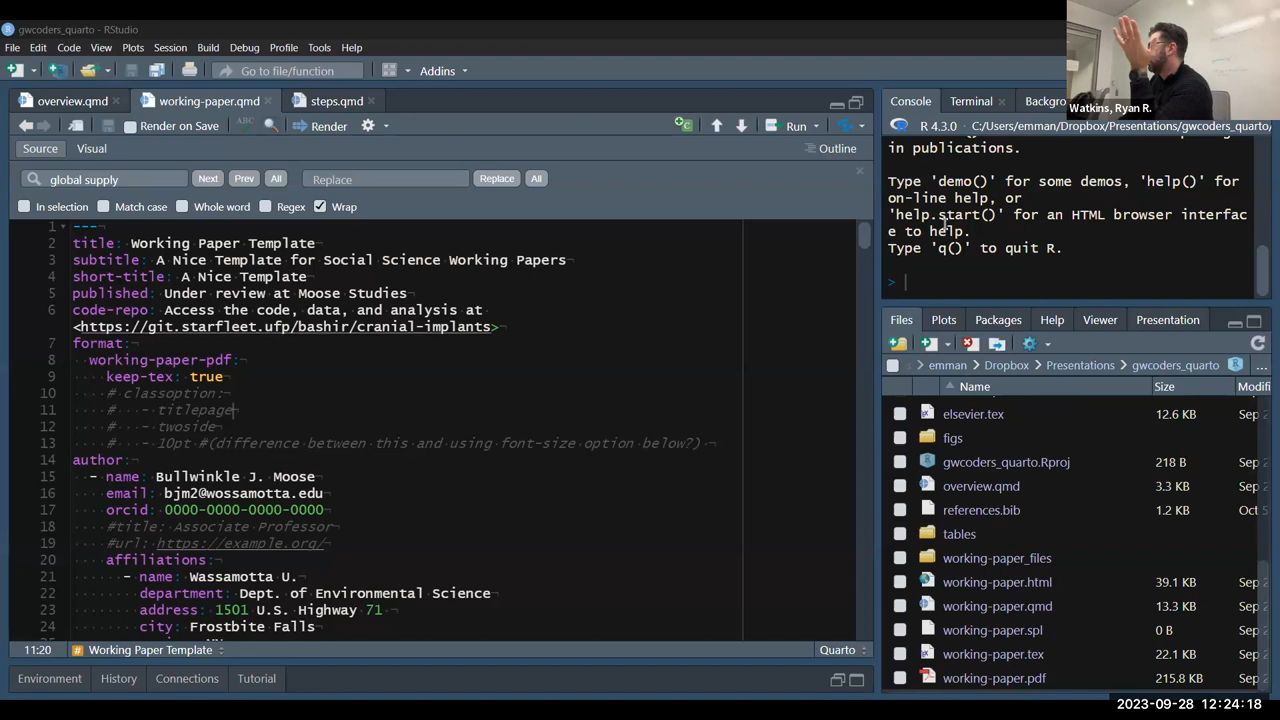 gwcoders_quarto - RStudio
File Edit Code View Plots Session Build Debug Profile Tools Help
Go to file/function
Addins
overview.qmd
working-paper.qmd
steps.qmd
Render on Save
ABC
Render
Run
Source
Visual
Outline
global supply
Next
Prev
All
Replace
Replace
All
In selection
Match case
Whole word
Regex
Wrap
1 ---
2 title: Working Paper Template
3 subtitle: A Nice Template for Social Science Working Papers
4 short-title: A Nice Template
5 published: Under review at Moose Studies
6 code-repo: Access the code, data, and analysis at
<https://git.starfleet.ufp/bashir/cranial-implants>
7 format:
8 working-paper-pdf:
9 keep-tex: true
10 # classoption:
11 # - titlepage
12 # - twoside
13 # - 10pt #(difference between this and using font-size option below?)
14 author:
15 - name: Bullwinkle J. Moose
16 email: bjm2@wossamotta.edu
17 orcid: 0000-0000-0000-0000
18 #title: Associate Professor
19 #url: https://example.org/
20 affiliations:
21 - name: Wassamotta U.
22 department: Dept. of Environmental Science
23 address: 1501 U.S. Highway 71
24 city: Frostbite Falls
11:20
# Working Paper Template
Quarto
Environment
History
Connections
Tutorial
Watkins, Ryan R.
Console
Terminal
Backgro
R 4.3.0 C:/Users/emman/Dropbox/Presentations/gwcoders_quarto/
in publications.
Type 'demo()' for some demos, 'help()' for
on-line help, or
'help.start()' for an HTML browser interfac
e to help.
Type 'q()' to quit R.
>
Files
Plots
Packages
Help
Viewer
Presentation
emman
Dropbox
Presentations
gwcoders_quarto
...
Name
Size
Modifi
elsevier.tex 12.6 KB Sep 2
figs
gwcoders_quarto.Rproj 218 B Sep 2
overview.qmd 3.3 KB Sep 2
references.bib 1.2 KB Oct 5
tables
working-paper_files
working-paper.html 39.1 KB Sep 2
working-paper.qmd 13.3 KB Sep 2
working-paper.spl 0 B Sep 2
working-paper.tex 22.1 KB Sep 2
working-paper.pdf 215.8 KB Sep 2
2023-09-28 12:24:18